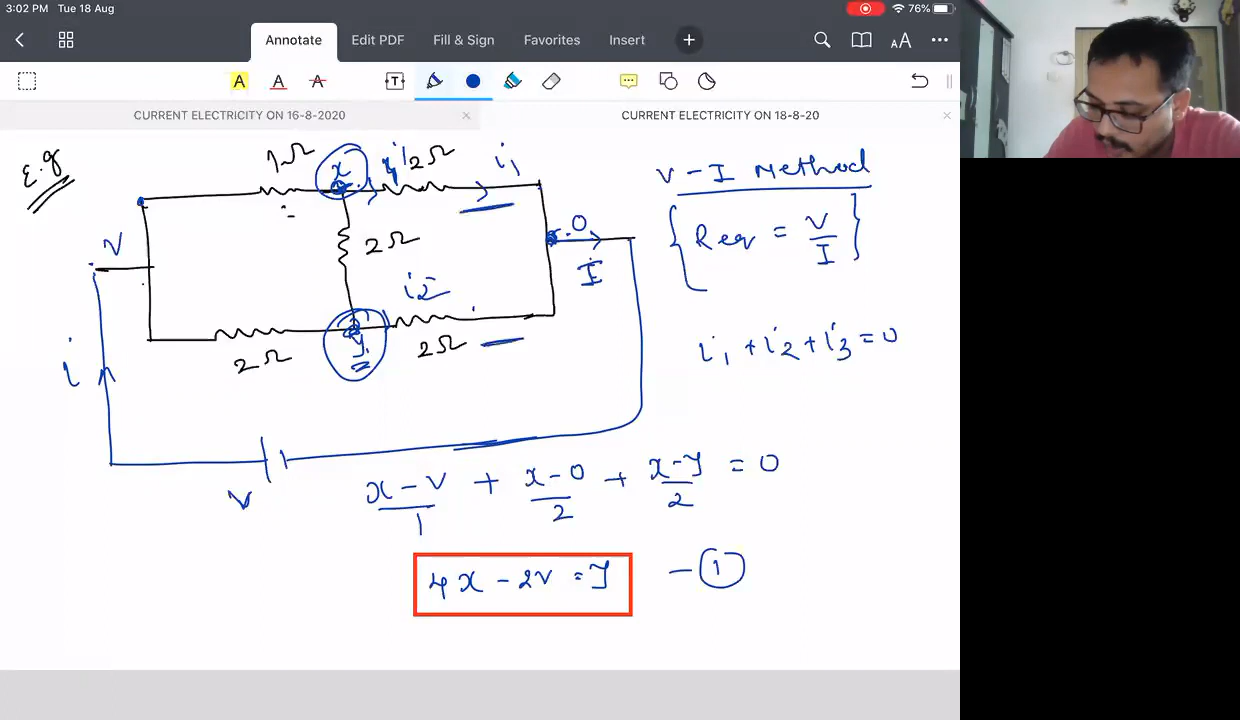 3:02 PM Tue 18 Aug
76%
Annotate Edit PDF Fill & Sign Favorites Insert
A A A T AA
CURRENT ELECTRICITY ON 16-8-2020
CURRENT ELECTRICITY ON 18-8-20
E.g
1Ω x 2Ω i₁
V - I Method
{ Req = V/I }
V 2Ω 0
I
i₂
i 2Ω y 2Ω
i₁ + i₂ + i₃ = 0
V
(x - V)/1 + (x - 0)/2 + (x - y)/2 = 0
4x - 2V = y - ①